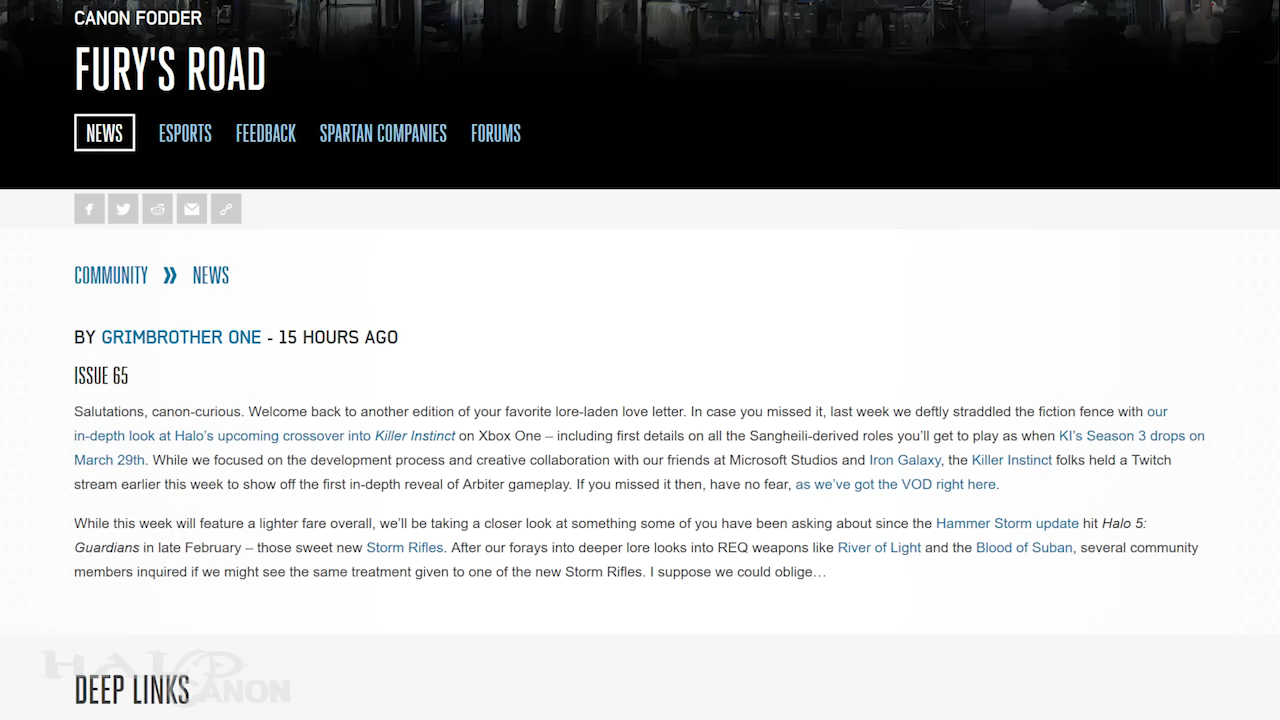 CANON FODDER
FURY'S ROAD
NEWS ESPORTS FEEDBACK SPARTAN COMPANIES FORUMS
COMMUNITY » NEWS
BY GRIMBROTHER ONE - 15 HOURS AGO
ISSUE 65
Salutations, canon-curious. Welcome back to another edition of your favorite lore-laden love letter. In case you missed it, last week we deftly straddled the fiction fence with our
in-depth look at Halo’s upcoming crossover into Killer Instinct on Xbox One – including first details on all the Sangheili-derived roles you’ll get to play as when KI’s Season 3 drops on
March 29th. While we focused on the development process and creative collaboration with our friends at Microsoft Studios and Iron Galaxy, the Killer Instinct folks held a Twitch
stream earlier this week to show off the first in-depth reveal of Arbiter gameplay. If you missed it then, have no fear, as we’ve got the VOD right here.
While this week will feature a lighter fare overall, we’ll be taking a closer look at something some of you have been asking about since the Hammer Storm update hit Halo 5:
Guardians in late February – those sweet new Storm Rifles. After our forays into deeper lore looks into REQ weapons like River of Light and the Blood of Suban, several community
members inquired if we might see the same treatment given to one of the new Storm Rifles. I suppose we could oblige…
HALO
CANON
DEEP LINKS